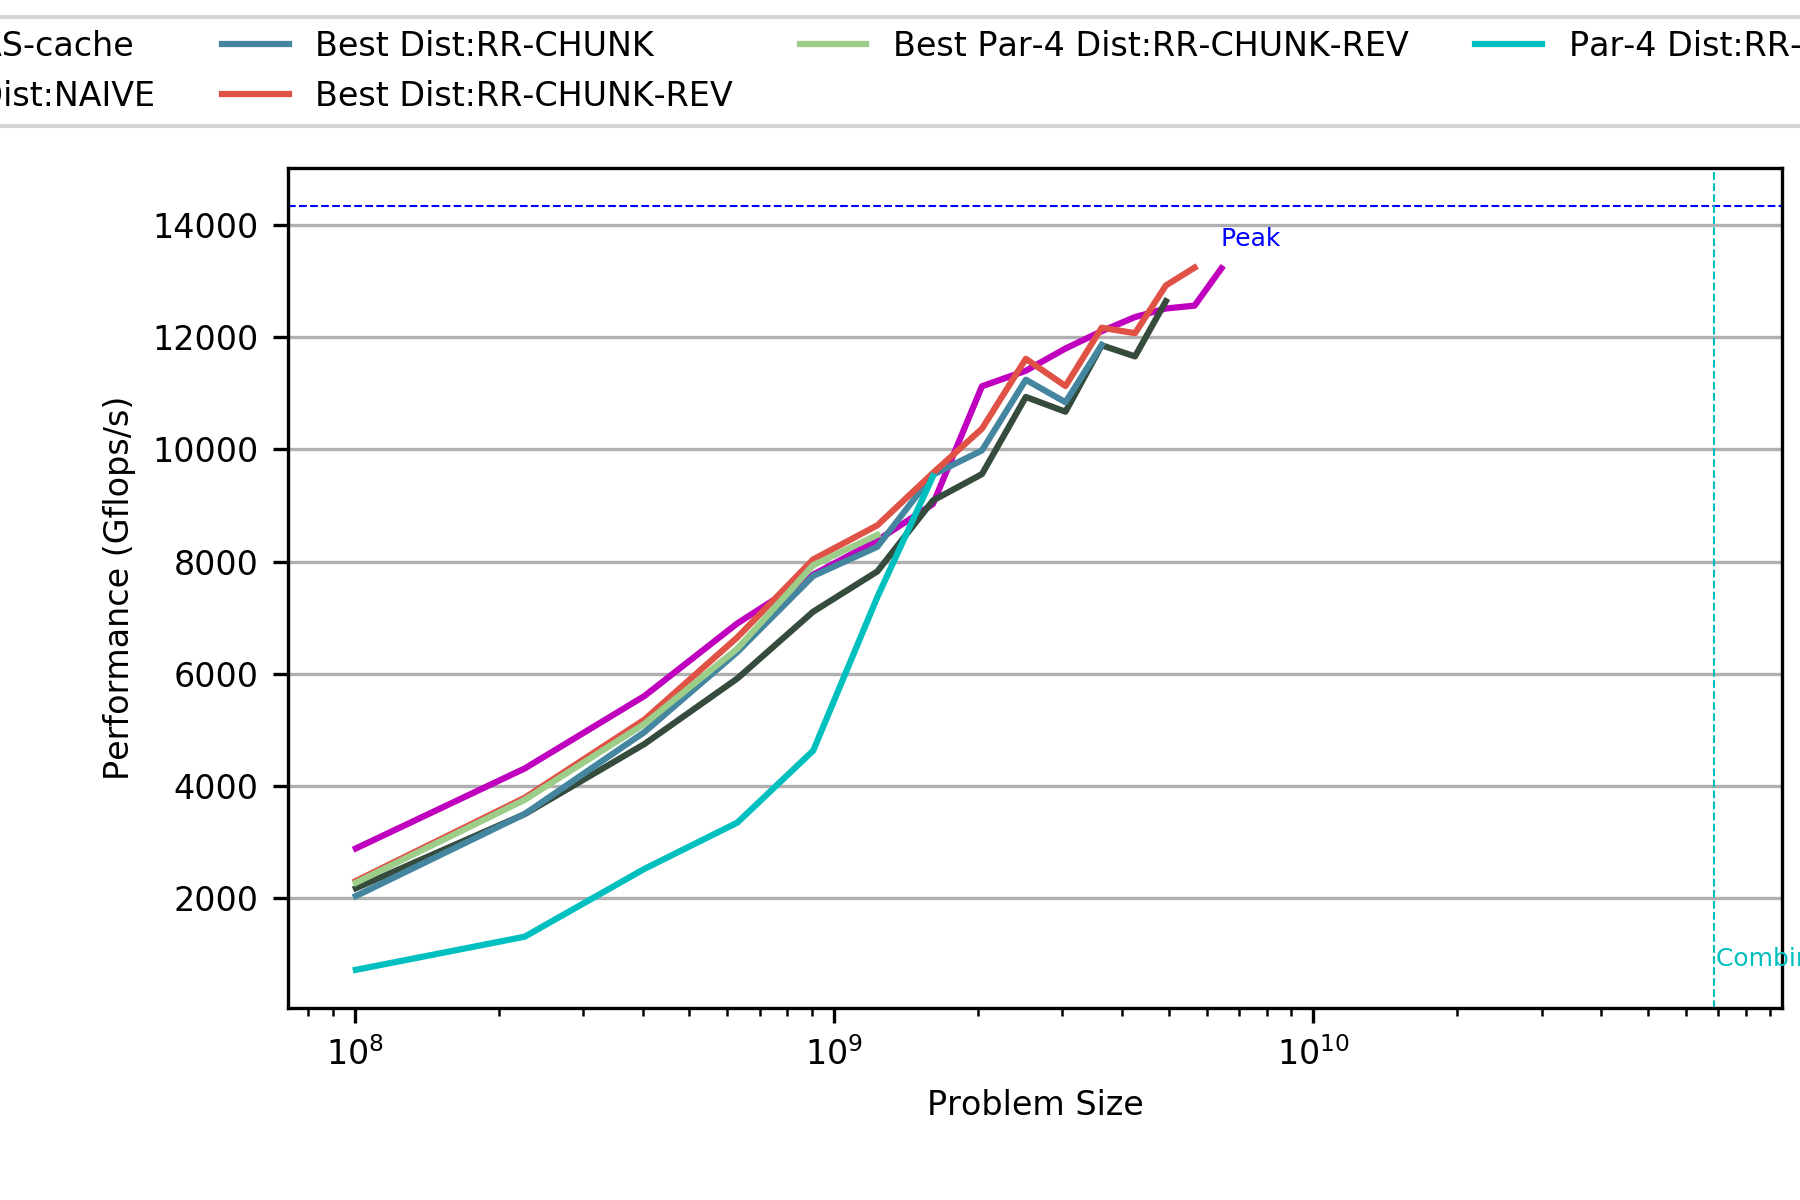 S-cache Best Dist:RR-CHUNK Best Par-4 Dist:RR-CHUNK-REV Par-4 Dist:RR-
ist:NAIVE Best Dist:RR-CHUNK-REV
14000
Peak
12000
10000
8000
6000
4000
2000
Performance (Gflops/s)
Combin
10⁸ 10⁹ 10¹⁰
Problem Size